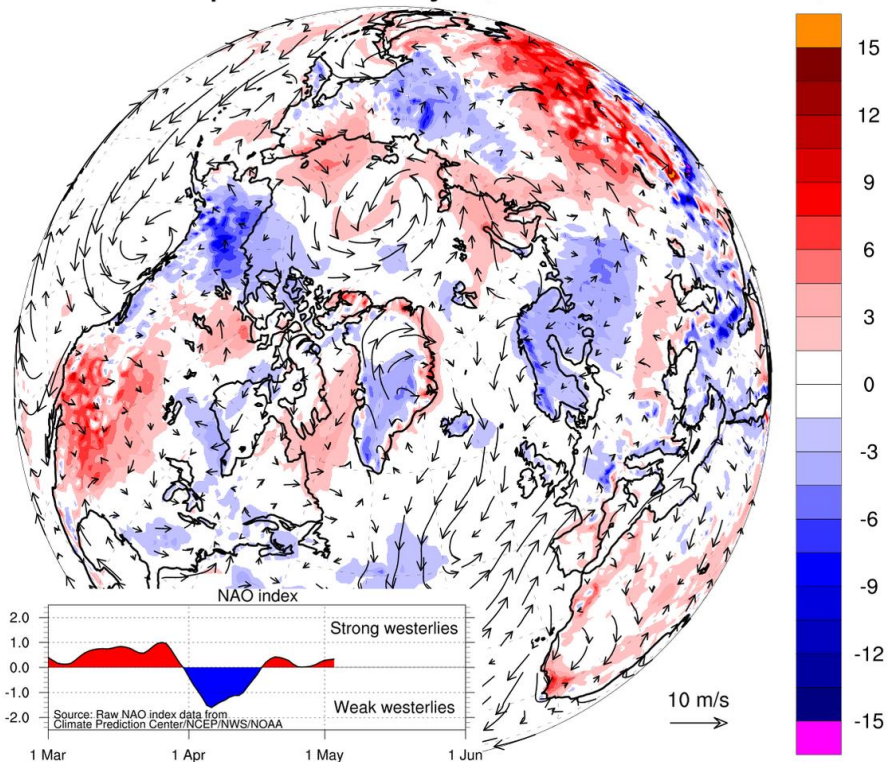 15
12
9
6
3
0
-3
-6
-9
-12
-15
10 m/s
NAO index
2.0
1.0
0.0
-1.0
-2.0
Strong westerlies
Weak westerlies
Source: Raw NAO index data from
Climate Prediction Center/NCEP/NWS/NOAA
1 Mar 1 Apr 1 May 1 Jun